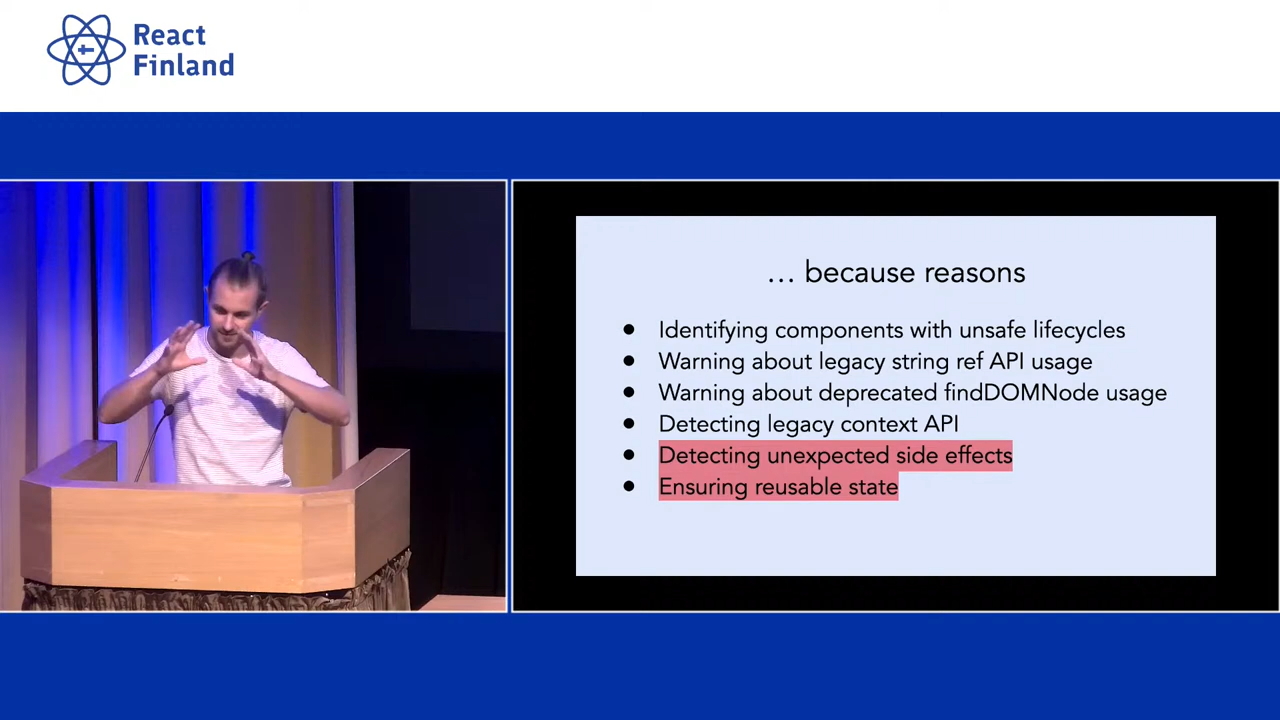 React
Finland
… because reasons
● Identifying components with unsafe lifecycles
● Warning about legacy string ref API usage
● Warning about deprecated findDOMNode usage
● Detecting legacy context API
● Detecting unexpected side effects
● Ensuring reusable state